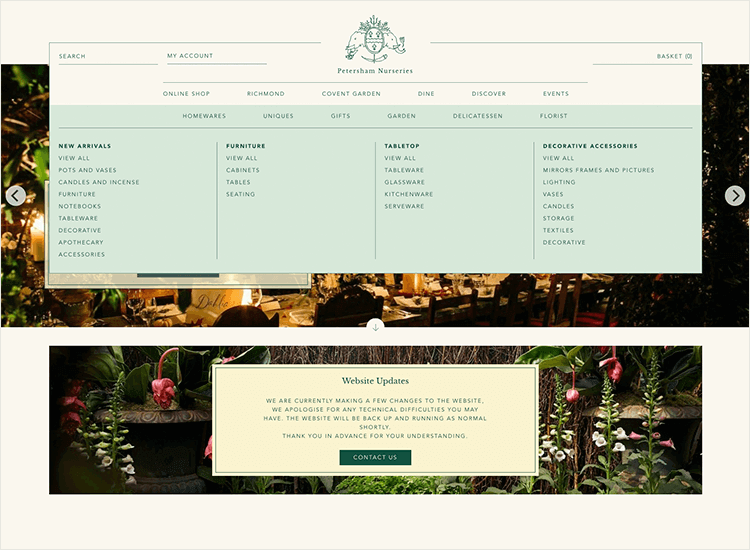 Petersham Nurseries
SEARCH
MY ACCOUNT
BASKET (0)
ONLINE SHOP RICHMOND COVENT GARDEN DINE DISCOVER EVENTS
HOMEWARES UNIQUES GIFTS GARDEN DELICATESSEN FLORIST
NEW ARRIVALS
VIEW ALL
POTS AND VASES
CANDLES AND INCENSE
FURNITURE
NOTEBOOKS
TABLEWARE
DECORATIVE
APOTHECARY
ACCESSORIES
FURNITURE
VIEW ALL
CABINETS
TABLES
SEATING
TABLETOP
VIEW ALL
TABLEWARE
GLASSWARE
KITCHENWARE
SERVEWARE
DECORATIVE ACCESSORIES
VIEW ALL
MIRRORS FRAMES AND PICTURES
LIGHTING
VASES
CANDLES
STORAGE
TEXTILES
DECORATIVE
Website Updates
WE ARE CURRENTLY MAKING A FEW CHANGES TO THE WEBSITE,
WE APOLOGISE FOR ANY TECHNICAL DIFFICULTIES YOU MAY
HAVE. THE WEBSITE WILL BE BACK UP AND RUNNING AS NORMAL
SHORTLY.
THANK YOU IN ADVANCE FOR YOUR UNDERSTANDING.
CONTACT US